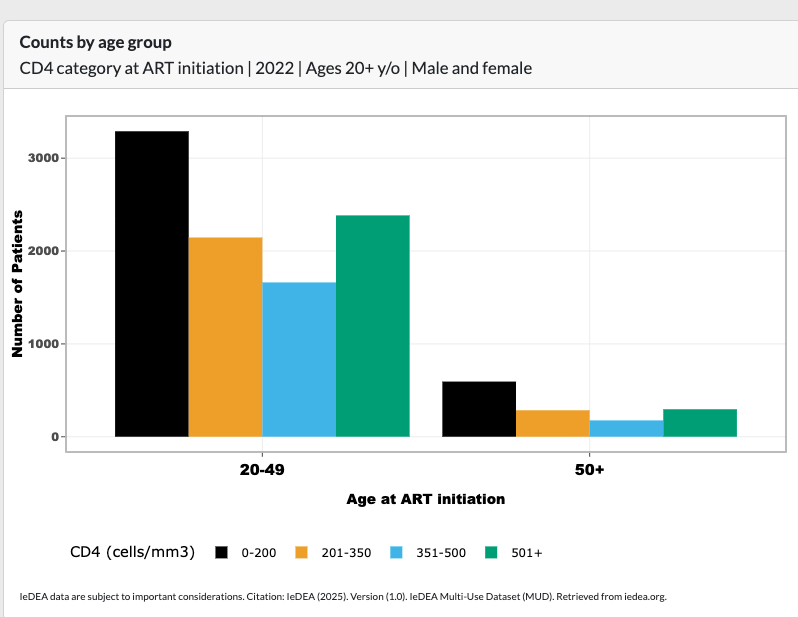 Counts by age group
CD4 category at ART initiation | 2022 | Ages 20+ y/o | Male and female
Number of Patients
3000
2000
1000
0
20-49
50+
Age at ART initiation
CD4 (cells/mm3) 0-200 201-350 351-500 501+
IeDEA data are subject to important considerations. Citation: IeDEA (2025). Version (1.0). IeDEA Multi-Use Dataset (MUD). Retrieved from iedea.org.